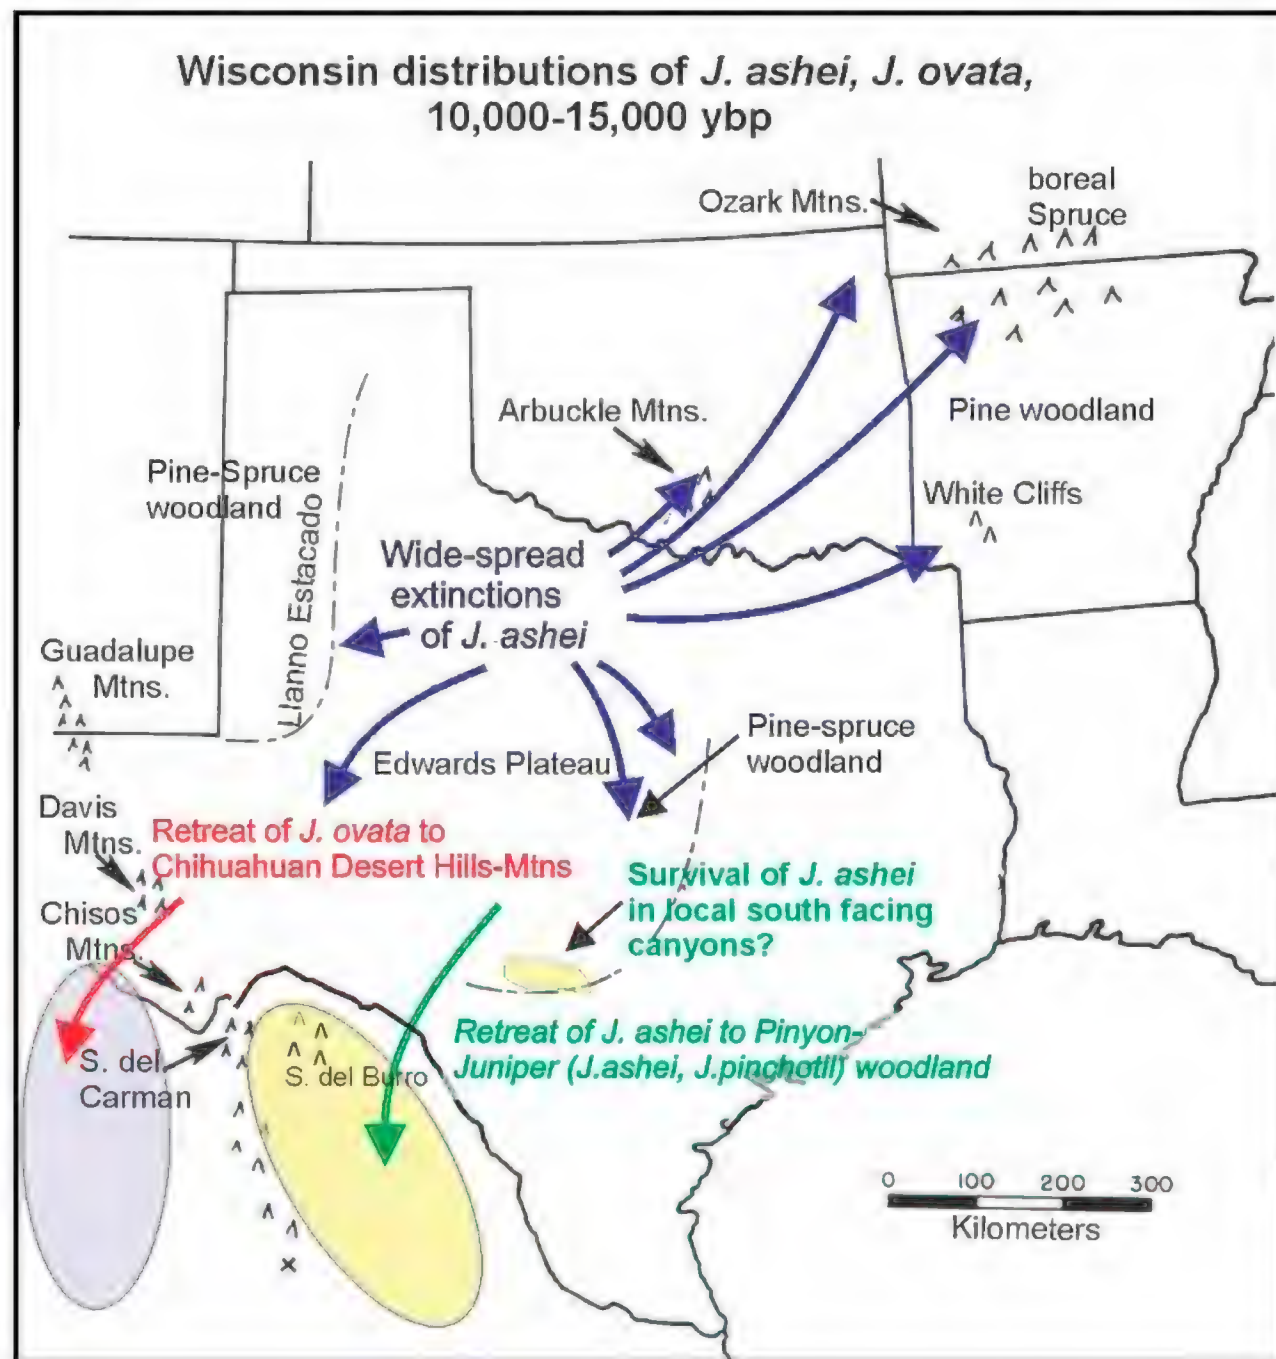 Wisconsin distributions of J. ashei, J. ovata,
10,000-15,000 ybp
Ozark Mtns.
boreal
Spruce
Arbuckle Mtns.
Pine woodland
Pine-Spruce
woodland
White Cliffs
Llanno Estacado
Wide-spread
extinctions
of J. ashei
Guadalupe
Mtns.
Pine-spruce
woodland
Edwards Plateau
Davis
Mtns.
Retreat of J. ovata to
Chihuahuan Desert Hills-Mtns
Survival of J. ashei
in local south facing
canyons?
Chisos
Mtns.
Retreat of J. ashei to Pinyon-
Juniper (J.ashei, J.pinchotii) woodland
S. del
Carman
S. del Burro
0 100 200 300
Kilometers